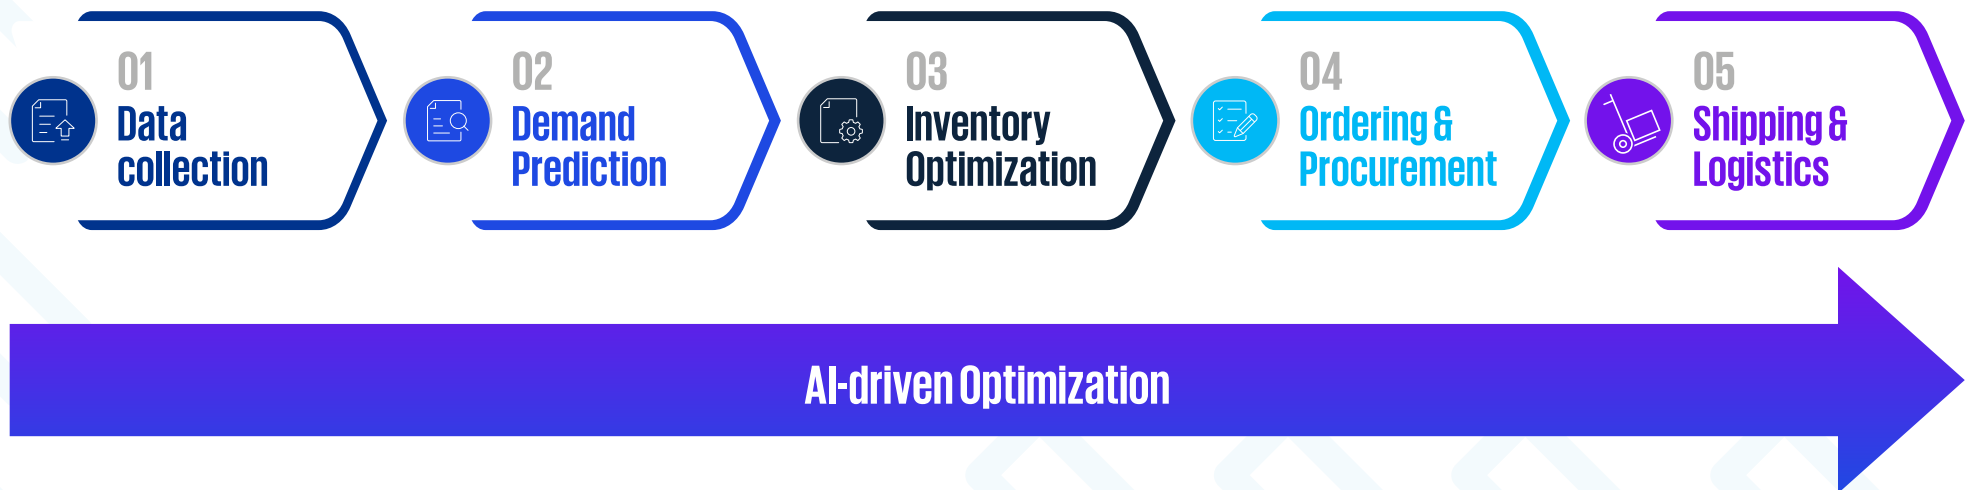 01
Data
collection
02
Demand
Prediction
03
Inventory
Optimization
04
Ordering &
Procurement
05
Shipping &
Logistics
AI-driven Optimization